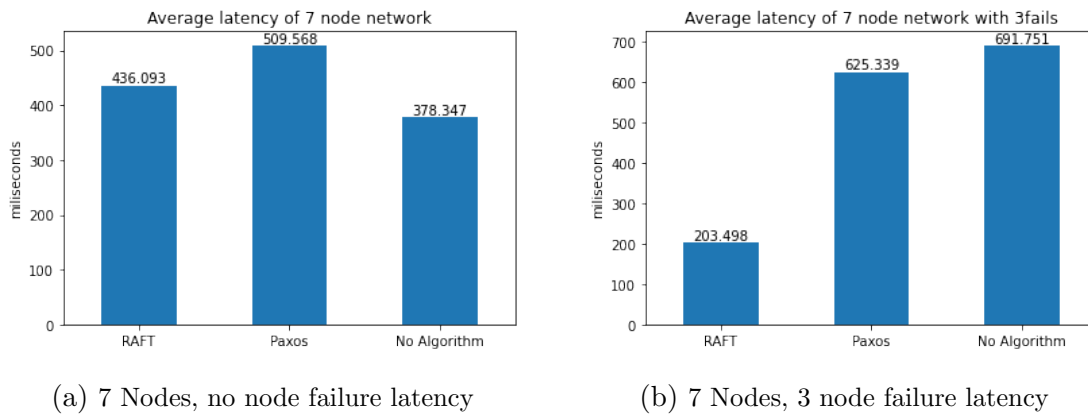 Average latency of 7 node network
miliseconds
500
400
300
200
100
0
436.093
509.568
378.347
RAFT Paxos No Algorithm
(a) 7 Nodes, no node failure latency
Average latency of 7 node network with 3fails
miliseconds
700
600
500
400
300
200
100
0
203.498
625.339
691.751
RAFT Paxos No Algorithm
(b) 7 Nodes, 3 node failure latency